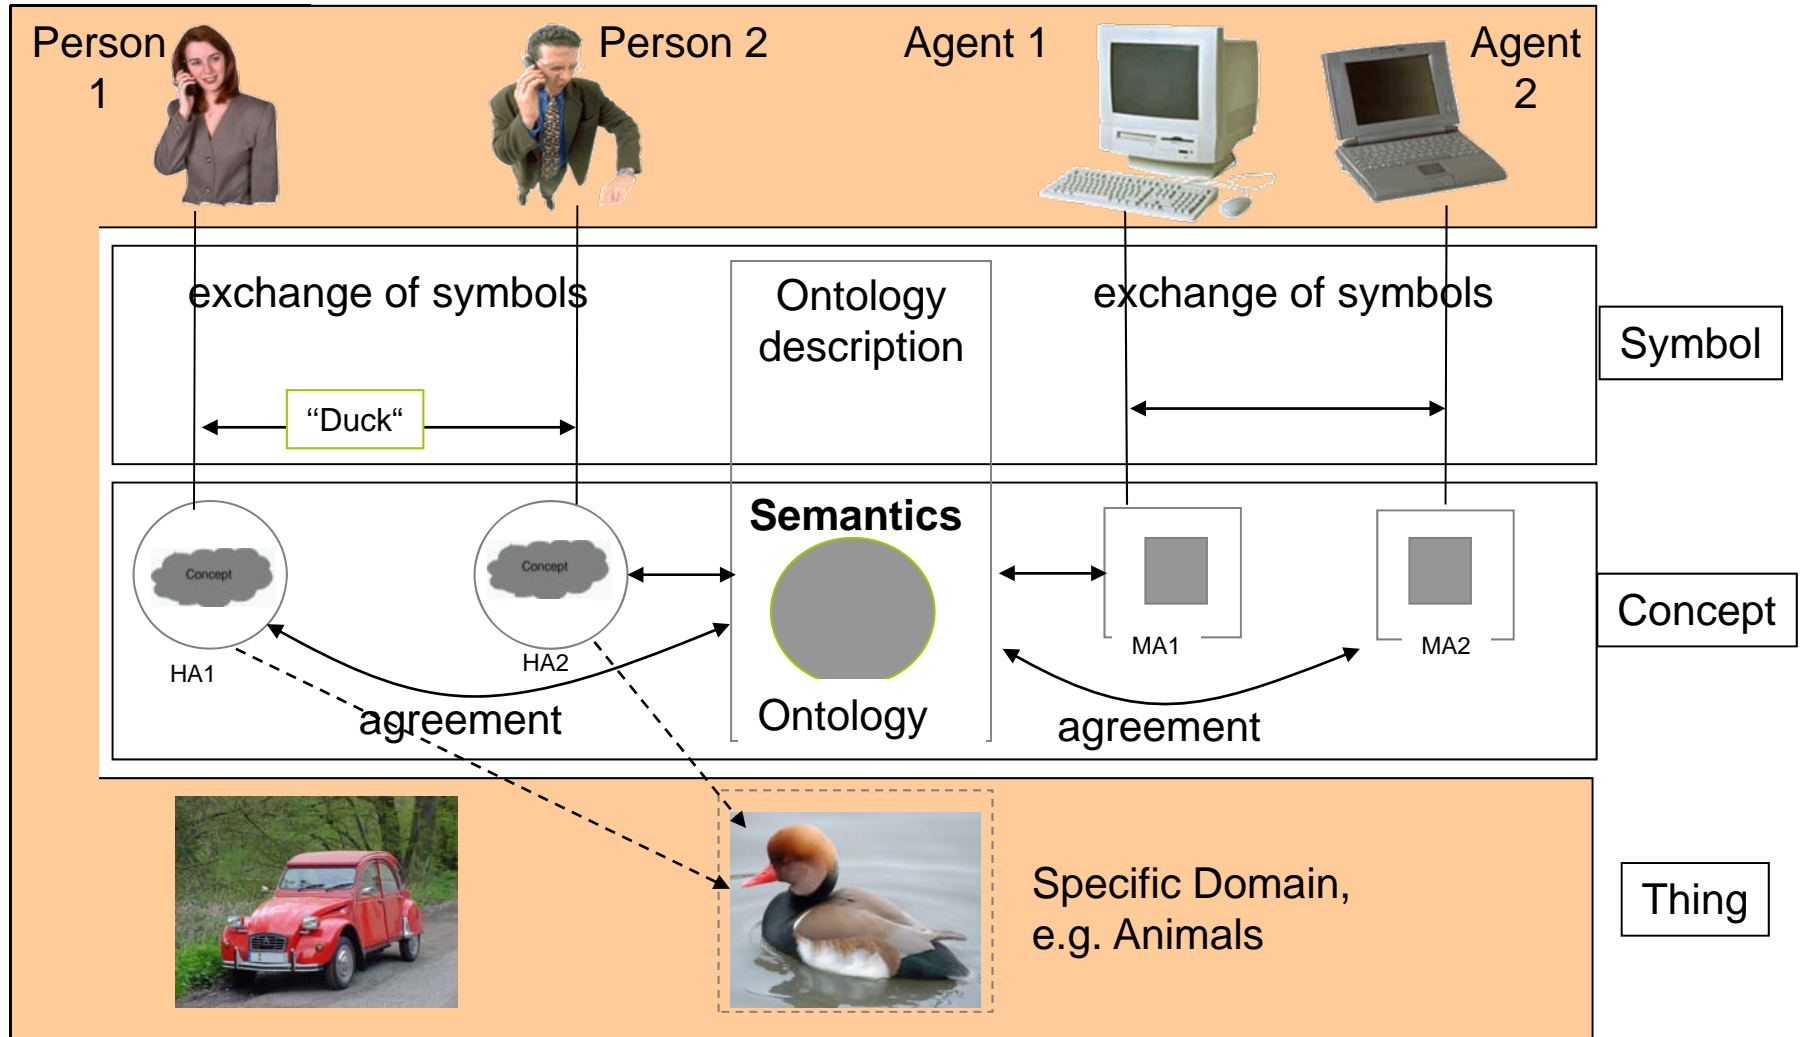 Person
1
Person 2
Agent 1
Agent
2
exchange of symbols
Ontology
description
exchange of symbols
Symbol
“Duck“
Semantics
Concept
Concept
Concept
HA1
HA2
MA1
MA2
agreement
Ontology
agreement
Specific Domain,
e.g. Animals
Thing